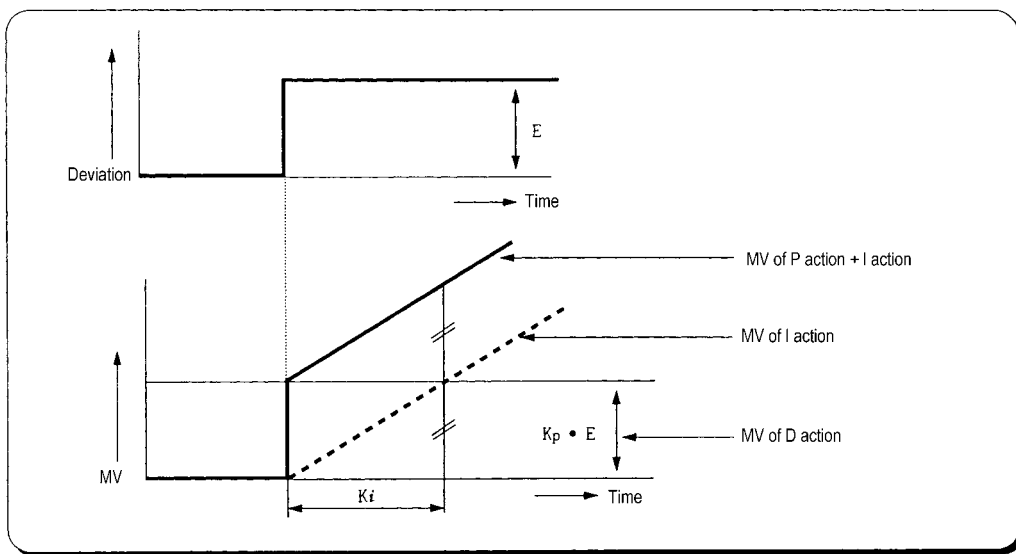 E
Deviation
Time
MV of P action + I action
MV of I action
Kp • E
MV of D action
MV
Ki
Time